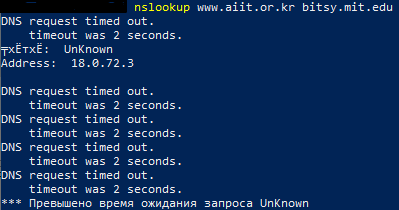 nslookup www.aiit.or.kr bitsy.mit.edu
DNS request timed out.
timeout was 2 seconds.
╤хЁтхЁ: UnKnown
Address: 18.0.72.3
DNS request timed out.
timeout was 2 seconds.
DNS request timed out.
timeout was 2 seconds.
DNS request timed out.
timeout was 2 seconds.
DNS request timed out.
timeout was 2 seconds.
*** Превышено время ожидания запроса UnKnown